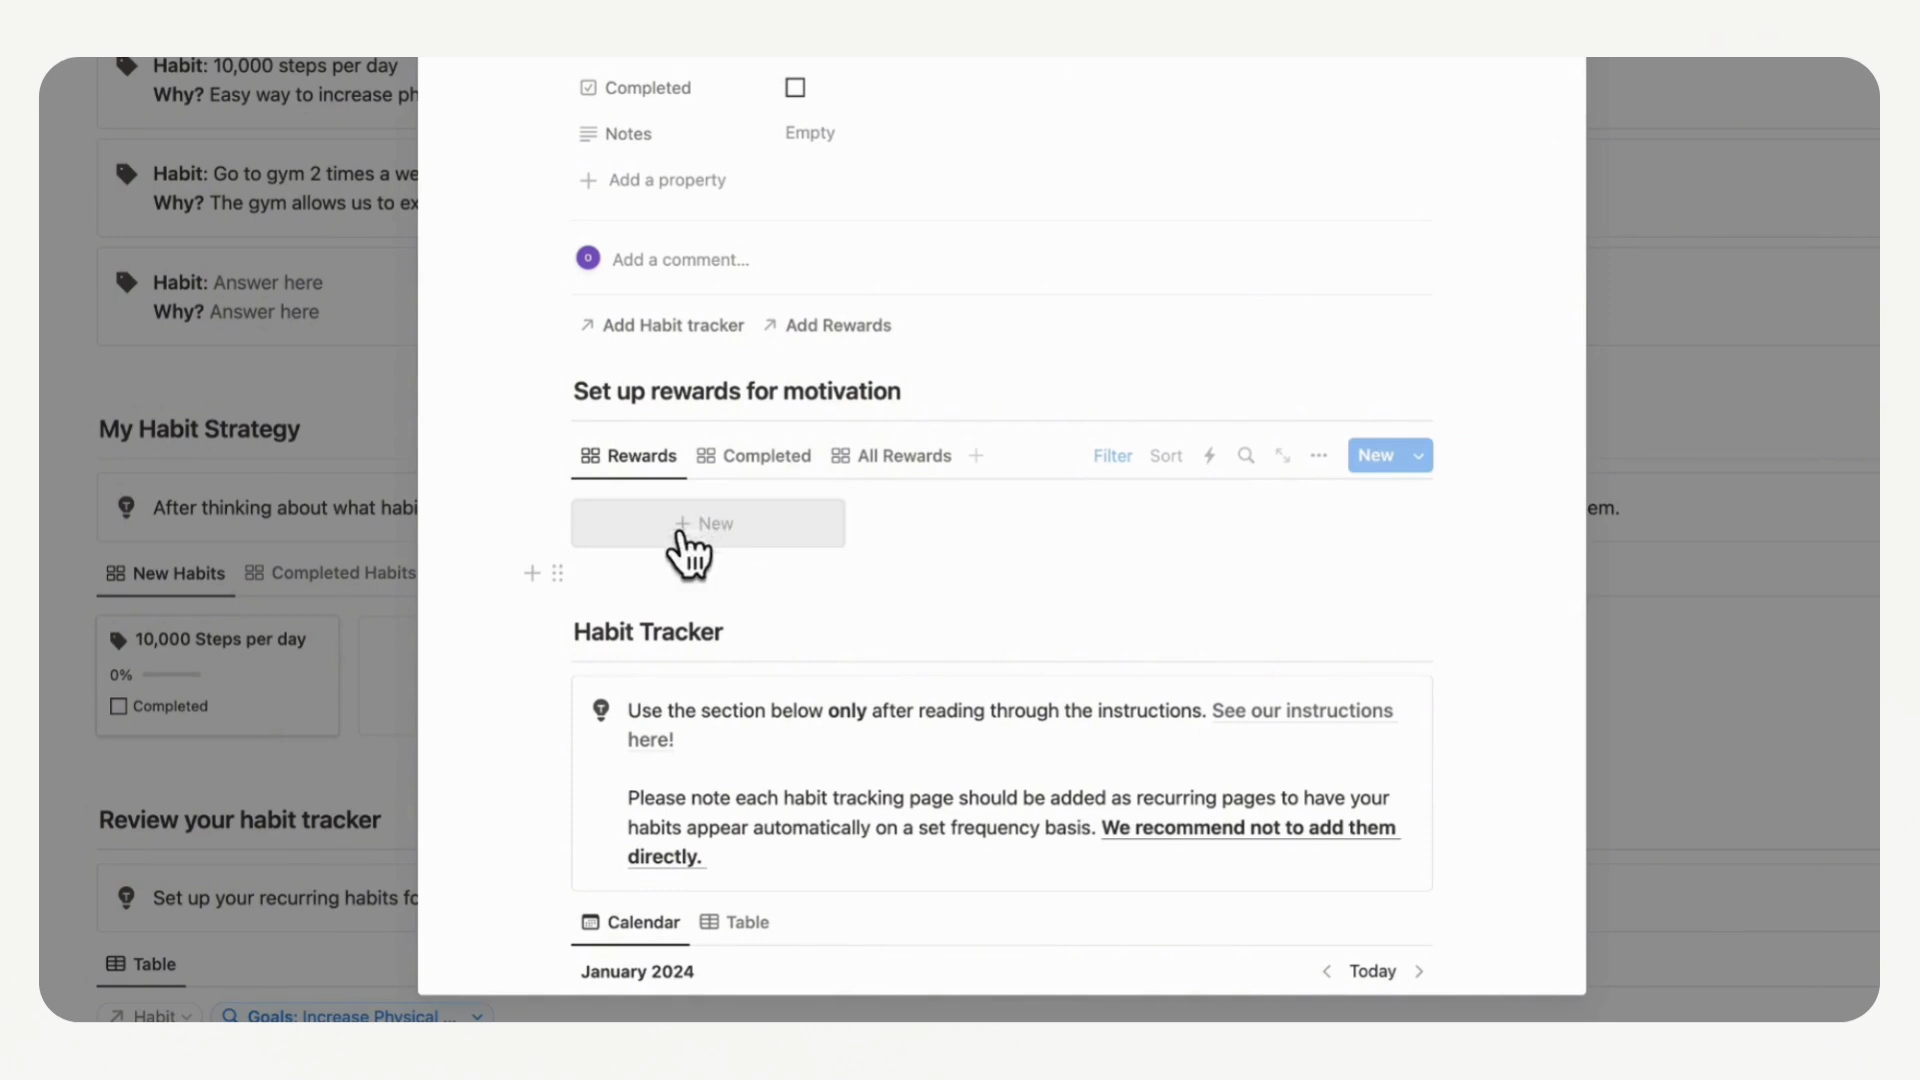 Habit: 10,000 steps per day
Why? Easy way to increase ph
Habit: Go to gym 2 times a we
Why? The gym allows us to ex
Habit: Answer here
Why? Answer here
My Habit Strategy
After thinking about what habi
em.
New Habits
Completed Habits
10,000 Steps per day
0%
Completed
Review your habit tracker
Set up your recurring habits fo
Table
Habit
Goals: Increase Physical ...
Completed
Notes
Empty
Add a property
O
Add a comment...
Add Habit tracker
Add Rewards
Set up rewards for motivation
Rewards
Completed
All Rewards
Filter
Sort
New
New
Habit Tracker
Use the section below only after reading through the instructions. See our instructions
here!
Please note each habit tracking page should be added as recurring pages to have your
habits appear automatically on a set frequency basis. We recommend not to add them
directly.
Calendar
Table
January 2024
Today